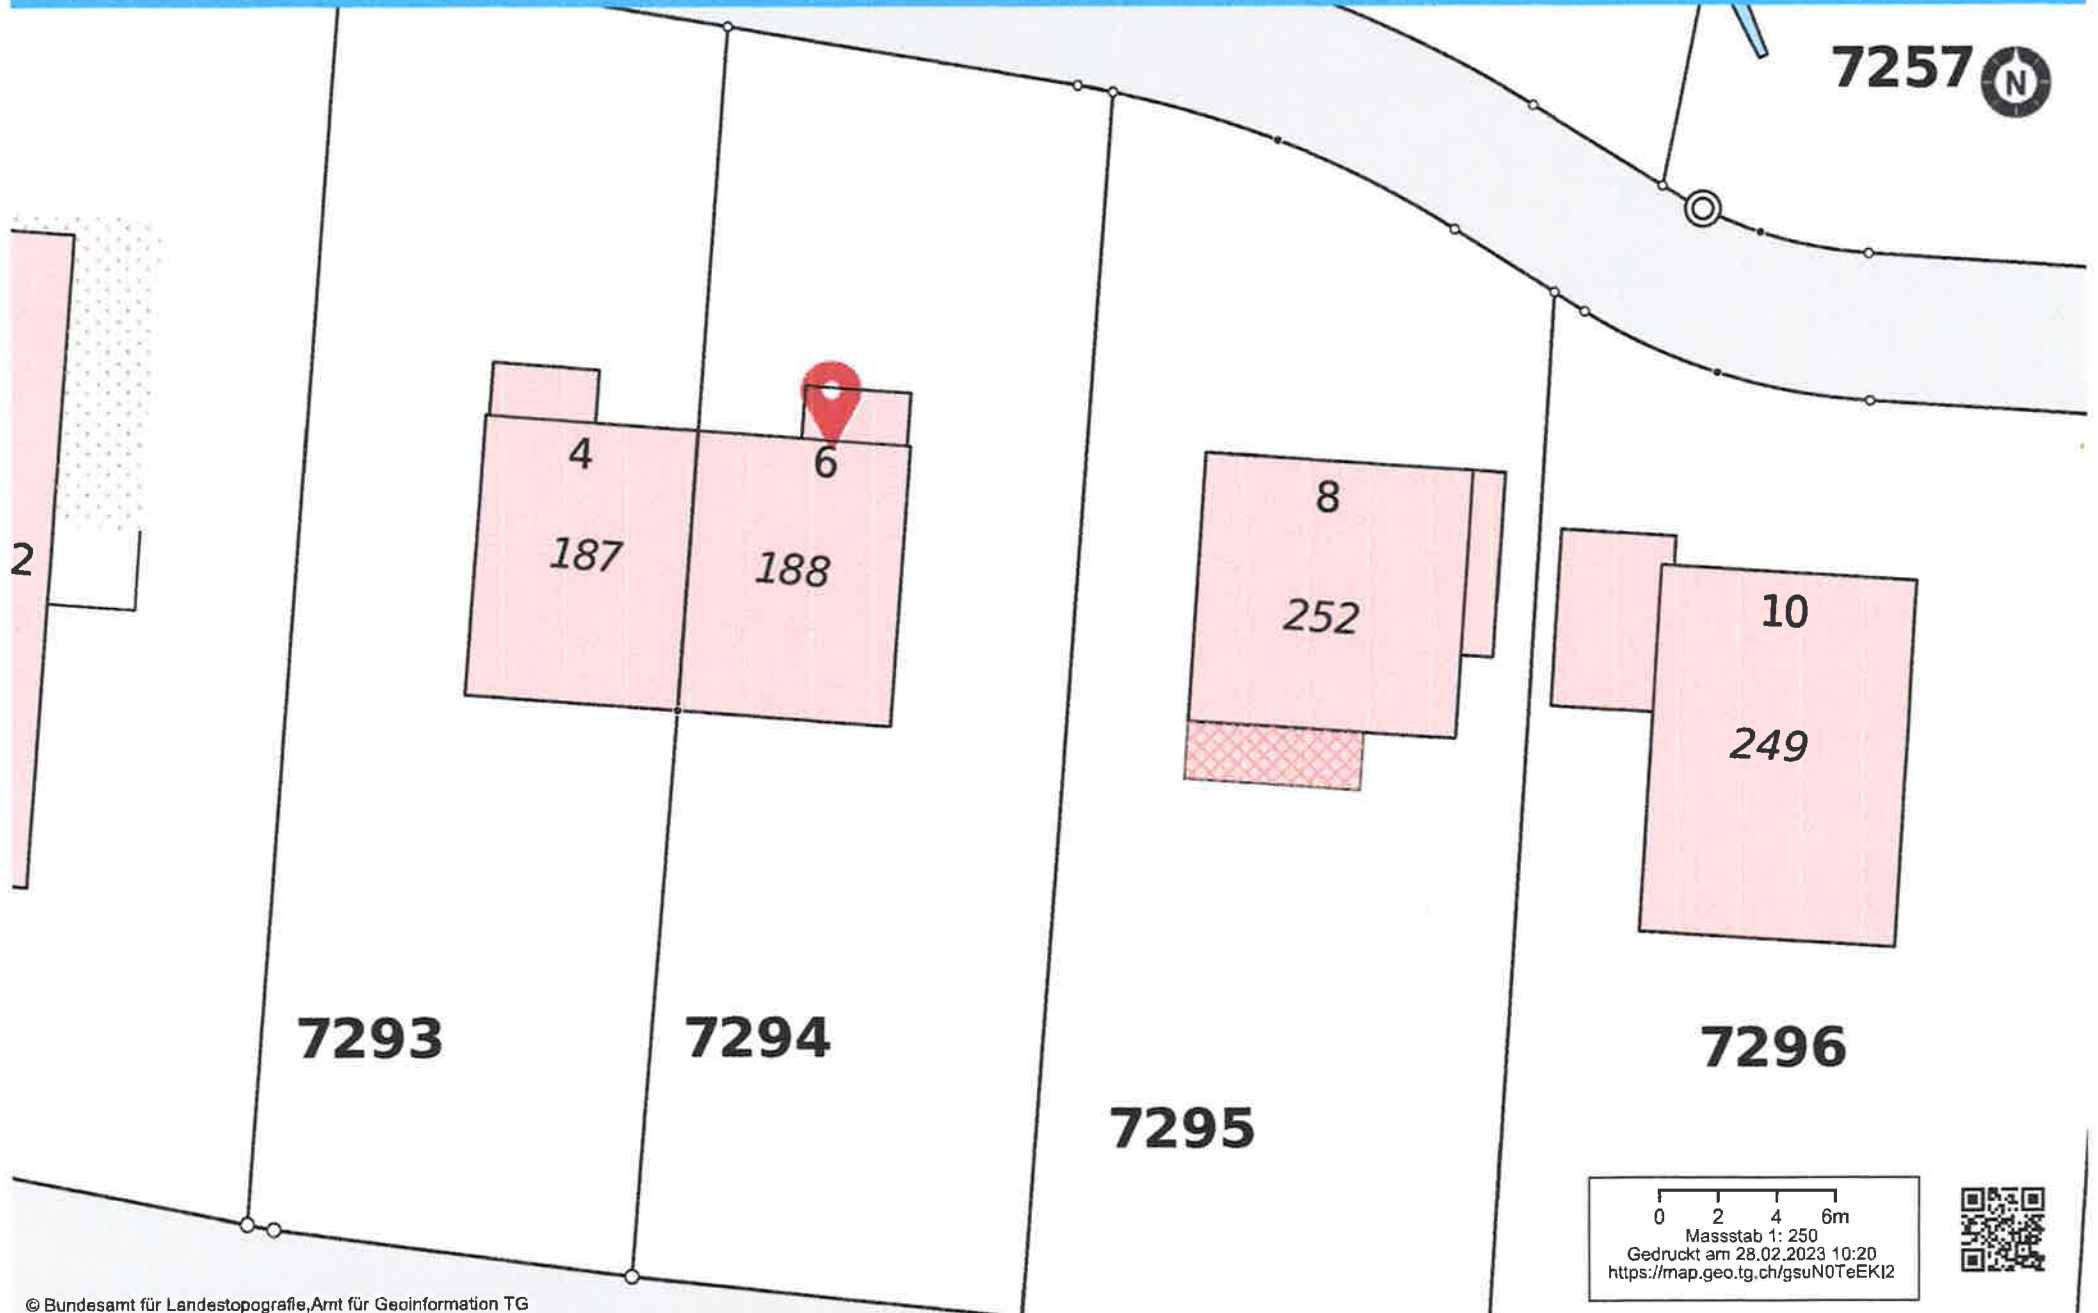 7257 N
4
6
8
2
187
188
252
10
249
7293
7294
7296
7295
0 2 4 6m
Massstab 1: 250
Gedruckt am 28.02.2023 10:20
https://map.geo.tg.ch/gsuN0TeEKI2
© Bundesamt für Landestopografie,Amt für Geoinformation TG